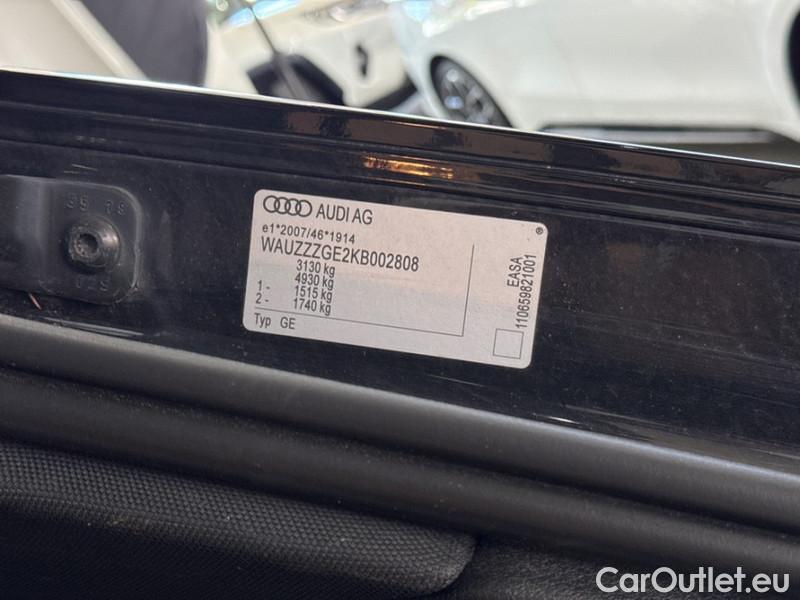 AUDI AG
e1*2007/46*1914
WAUZZZGE2KB002808
3130 kg
4930 kg
1 - 1515 kg
2 - 1740 kg
Typ GE
EASA
110659821001
®
CarOutlet.eu